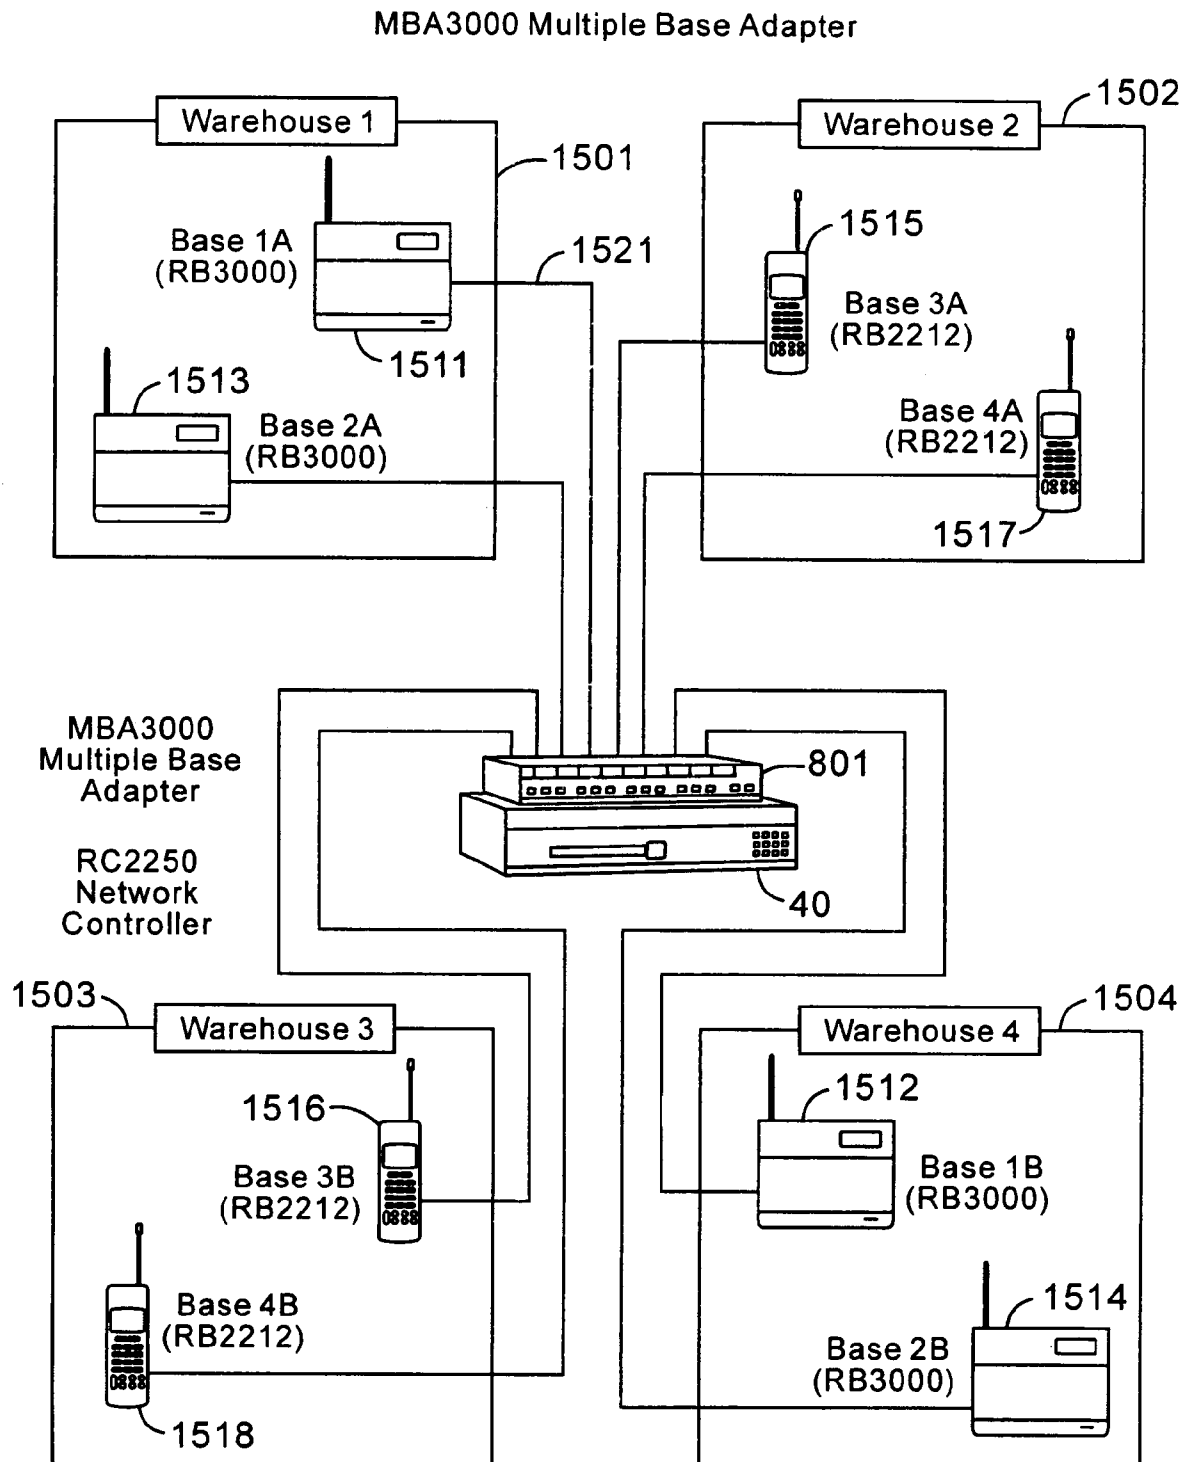 MBA3000 Multiple Base Adapter
Warehouse 1
1501
Base 1A
(RB3000)
1521
1511
1513
Base 2A
(RB3000)
Warehouse 2
1502
1515
Base 3A
(RB2212)
Base 4A
(RB2212)
1517
MBA3000
Multiple Base
Adapter
801
RC2250
Network
Controller
40
1503
Warehouse 3
1516
Base 3B
(RB2212)
Base 4B
(RB2212)
1518
Warehouse 4
1504
1512
Base 1B
(RB3000)
1514
Base 2B
(RB3000)